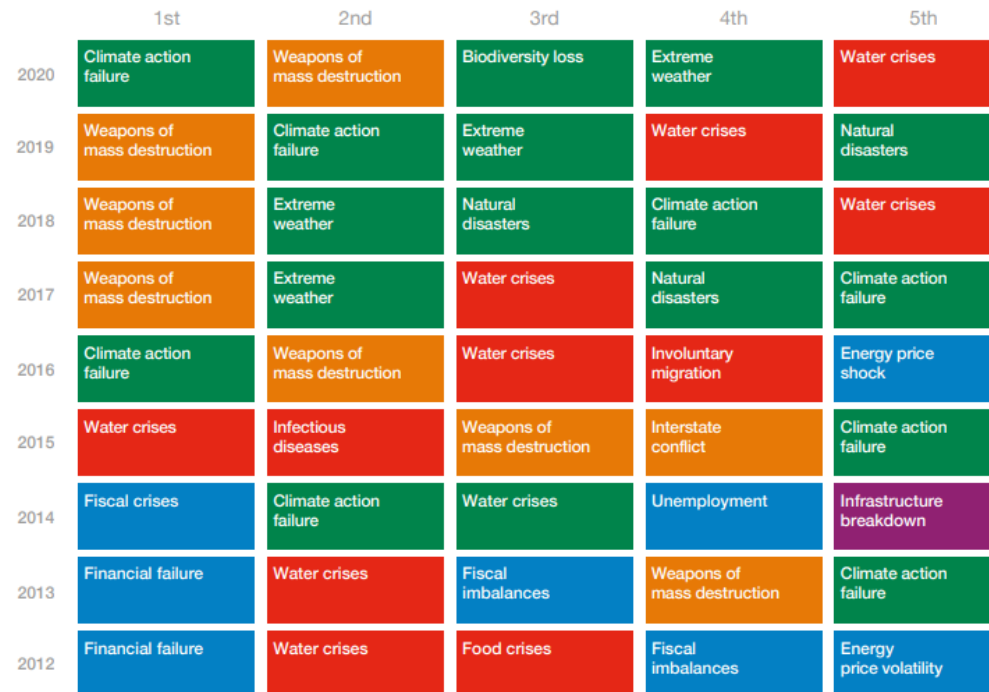 1st 2nd 3rd 4th 5th
2020
Climate action
failure
Weapons of
mass destruction
Biodiversity loss
Extreme
weather
Water crises
2019
Weapons of
mass destruction
Climate action
failure
Extreme
weather
Water crises
Natural
disasters
2018
Weapons of
mass destruction
Extreme
weather
Natural
disasters
Climate action
failure
Water crises
2017
Weapons of
mass destruction
Extreme
weather
Water crises
Natural
disasters
Climate action
failure
2016
Climate action
failure
Weapons of
mass destruction
Water crises
Involuntary
migration
Energy price
shock
2015
Water crises
Infectious
diseases
Weapons of
mass destruction
Interstate
conflict
Climate action
failure
2014
Fiscal crises
Climate action
failure
Water crises
Unemployment
Infrastructure
breakdown
2013
Financial failure
Water crises
Fiscal
imbalances
Weapons of
mass destruction
Climate action
failure
2012
Financial failure
Water crises
Food crises
Fiscal
imbalances
Energy
price volatility